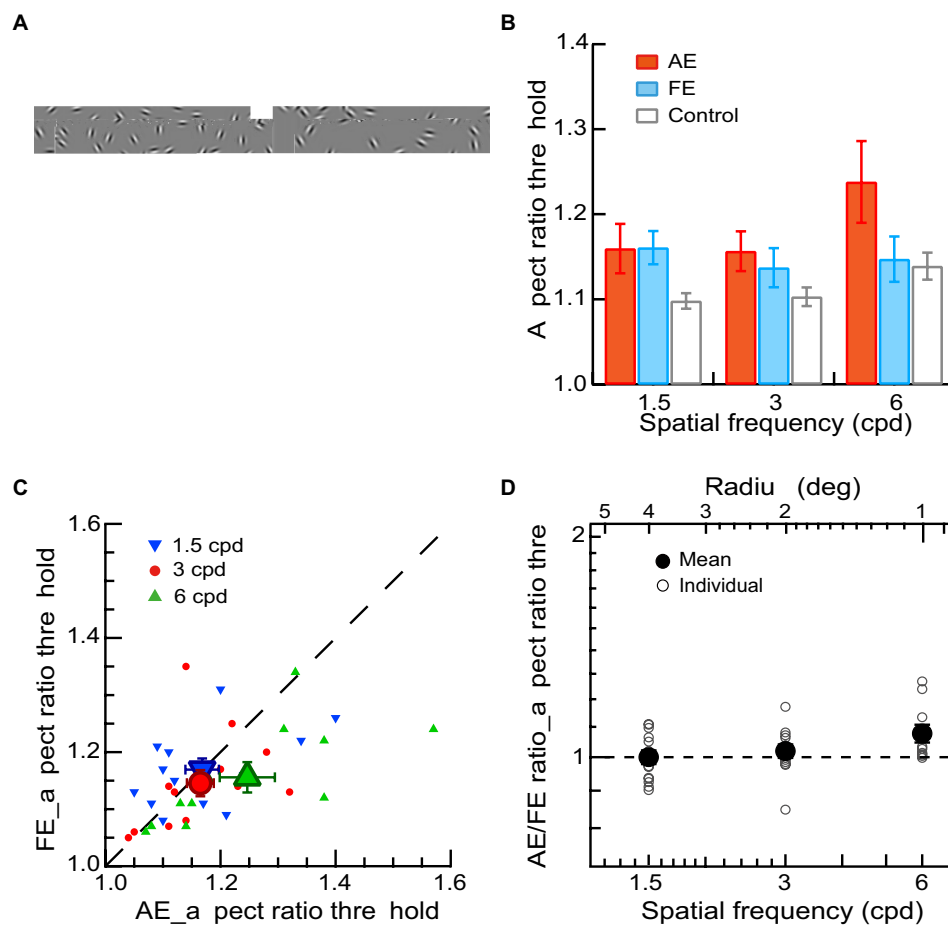 A
B
1.4
1.3
1.2
1.1
1.0
A pect ratio thre hold
AE
FE
Control
1.5 3 6
Spatial frequency (cpd)
C
1.6
1.4
1.2
1.0
FE_a pect ratio thre hold
1.5 cpd
3 cpd
6 cpd
1.0 1.2 1.4 1.6
AE_a pect ratio thre hold
D
Radiu (deg)
5 4 3 2 1
2
1
AE/FE ratio_a pect ratio thre
Mean
Individual
1.5 3 6
Spatial frequency (cpd)